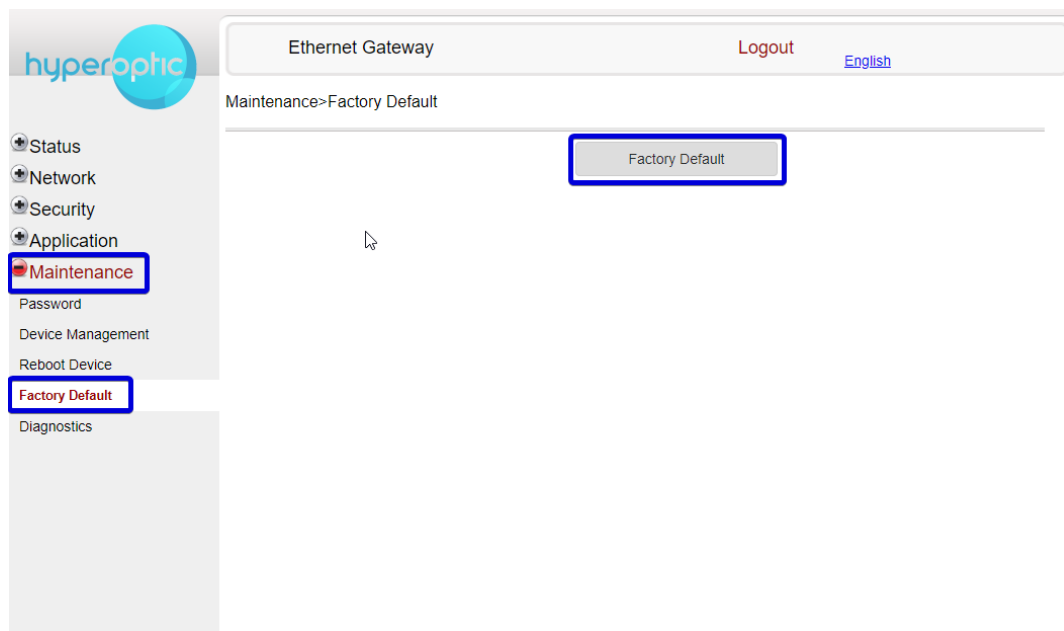 hyperoptic
Ethernet Gateway
Logout
English
Maintenance>Factory Default
Status
Network
Security
Application
Maintenance
Password
Device Management
Reboot Device
Factory Default
Diagnostics
Factory Default